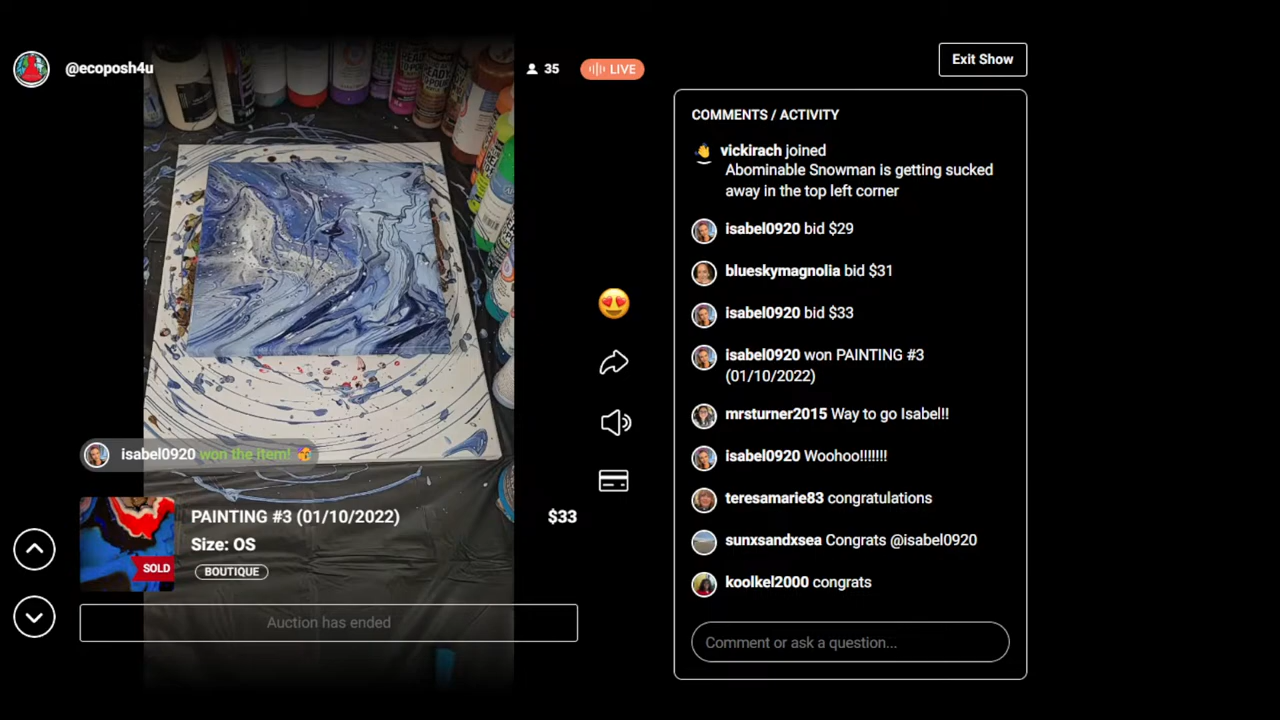 @ecoposh4u
35
LIVE
Exit Show
COMMENTS / ACTIVITY
vickirach joined
Abominable Snowman is getting sucked
away in the top left corner
isabel0920 bid $29
blueskymagnolia bid $31
isabel0920 bid $33
isabel0920 won PAINTING #3
(01/10/2022)
mrsturner2015 Way to go Isabel!!
isabel0920 Woohoo!!!!!!!
teresamarie83 congratulations
sunxsandxsea Congrats @isabel0920
koolkel2000 congrats
Comment or ask a question...
isabel0920 won the item!
PAINTING #3 (01/10/2022)
$33
Size: OS
SOLD
BOUTIQUE
Auction has ended